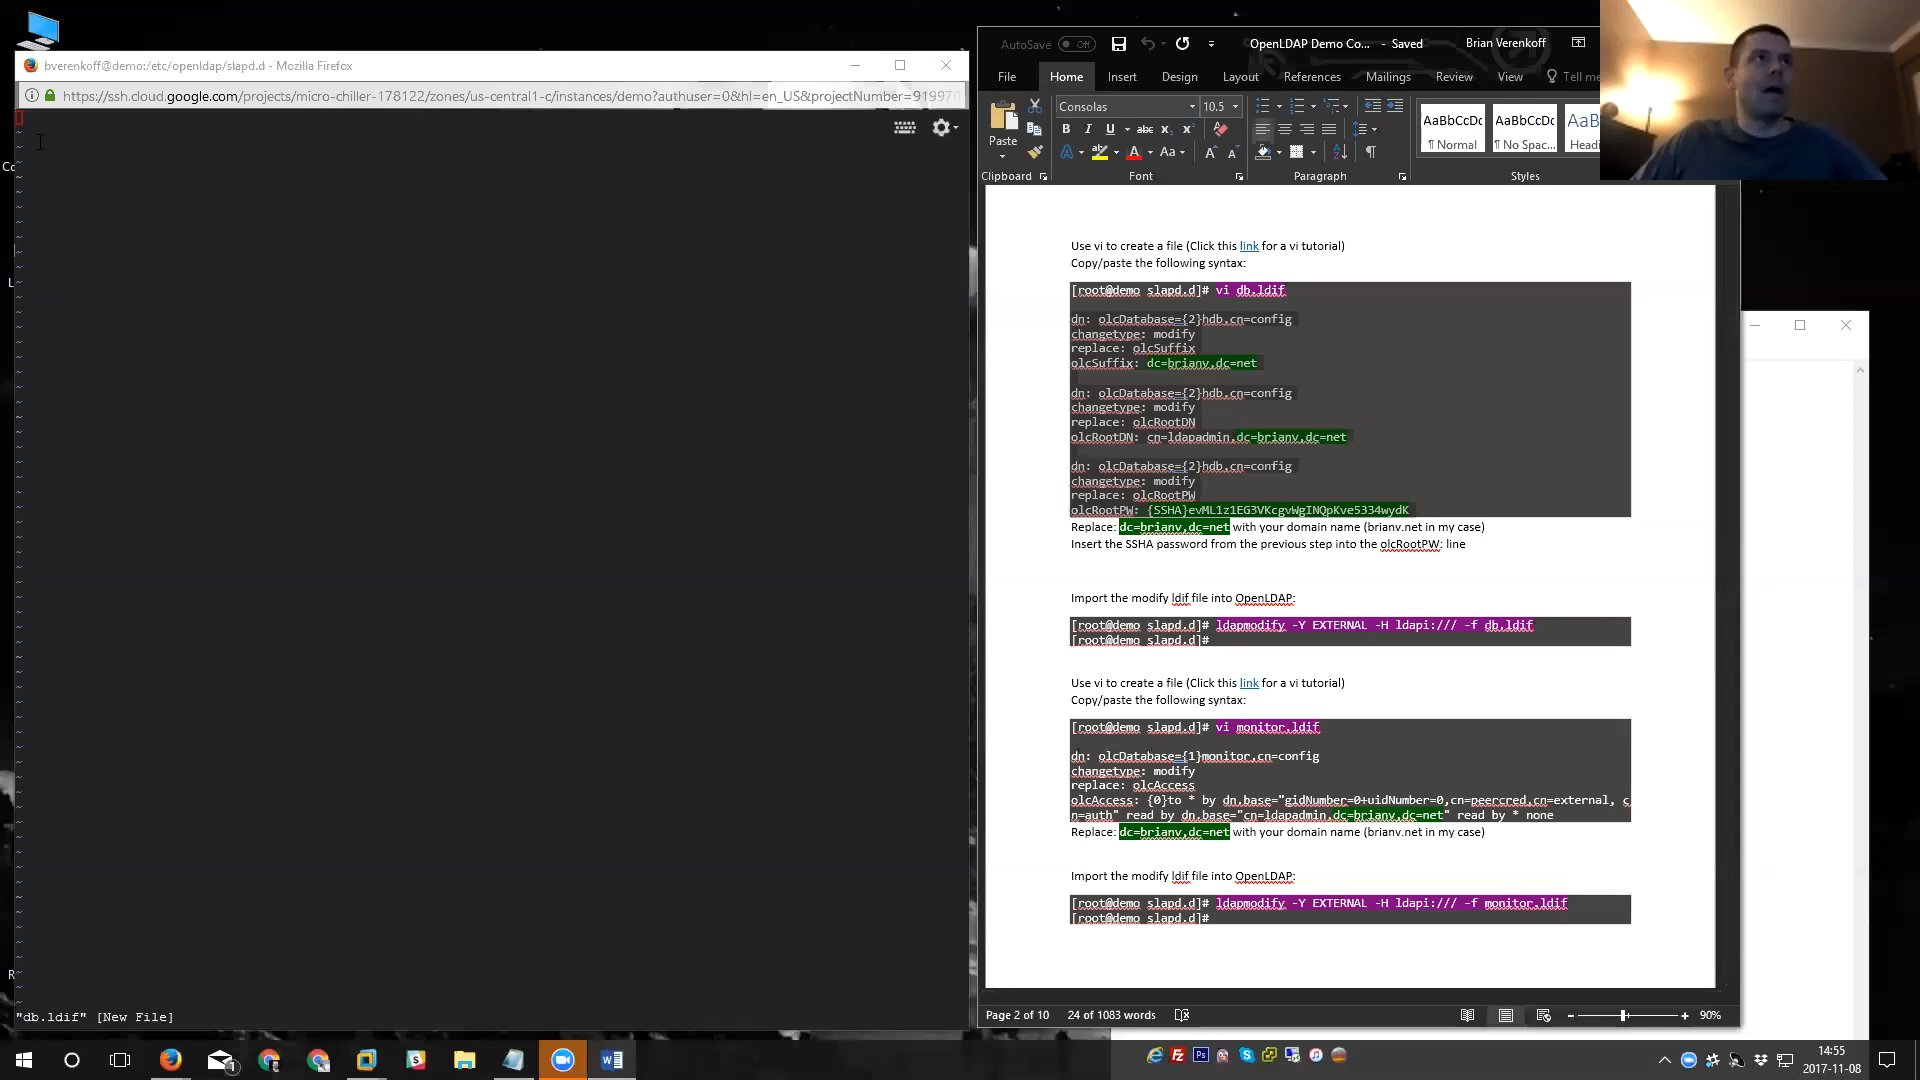 bverenkoff@demo:/etc/openldap/slapd.d - Mozilla Firefox
https://ssh.cloud.google.com/projects/micro-chiller-178122/zones/us-central1-c/instances/demo?authuser=0&hl=en_US&projectNumber=919970
"db.ldif" [New File]
AutoSave Off
OpenLDAP Demo Co... - Saved
Brian Verenkoff
File Home Insert Design Layout References Mailings Review View Tell me
Paste
Consolas 10.5
AaBbCcDc AaBbCcDc AaBb
¶ Normal ¶ No Spac... Headi
Clipboard Font Paragraph Styles
Use vi to create a file (Click this link for a vi tutorial)
Copy/paste the following syntax:
[root@demo slapd.d]# vi db.ldif
dn: olcDatabase={2}hdb,cn=config
changetype: modify
replace: olcSuffix
olcSuffix: dc=brianv,dc=net
dn: olcDatabase={2}hdb,cn=config
changetype: modify
replace: olcRootDN
olcRootDN: cn=ldapadmin,dc=brianv,dc=net
dn: olcDatabase={2}hdb,cn=config
changetype: modify
replace: olcRootPW
olcRootPW: {SSHA}evML1z1EG3VKcgvWgINQpKve5334wydK
Replace: dc=brianv,dc=net with your domain name (brianv.net in my case)
Insert the SSHA password from the previous step into the olcRootPW: line
Import the modify ldif file into OpenLDAP:
[root@demo slapd.d]# ldapmodify -Y EXTERNAL -H ldapi:/// -f db.ldif
[root@demo slapd.d]#
Use vi to create a file (Click this link for a vi tutorial)
Copy/paste the following syntax:
[root@demo slapd.d]# vi monitor.ldif
dn: olcDatabase={1}monitor,cn=config
changetype: modify
replace: olcAccess
olcAccess: {0}to * by dn.base="gidNumber=0+uidNumber=0,cn=peercred,cn=external, c
n=auth" read by dn.base="cn=ldapadmin,dc=brianv,dc=net" read by * none
Replace: dc=brianv,dc=net with your domain name (brianv.net in my case)
Import the modify ldif file into OpenLDAP:
[root@demo slapd.d]# ldapmodify -Y EXTERNAL -H ldapi:/// -f monitor.ldif
[root@demo slapd.d]#
Page 2 of 10 24 of 1083 words
90%
14:55
2017-11-08